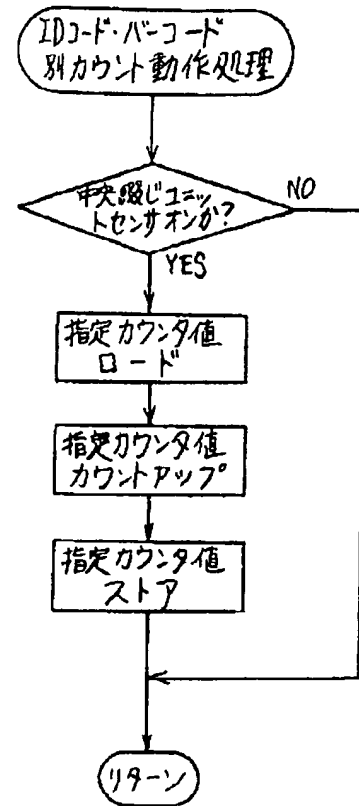 IDコード・バーコード
別カウント動作処理
中央綴じユニッ
トセンサオンか?
NO
YES
指定カウンタ値
ロード
指定カウンタ値
カウントアップ
指定カウンタ値
ストア
リターン